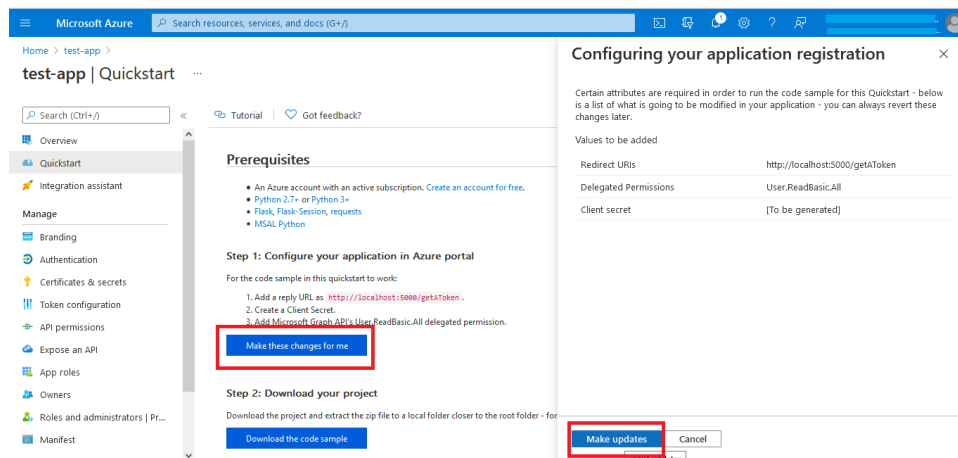 Microsoft Azure
Search resources, services, and docs (G+/)
1
Home > test-app >
test-app | Quickstart ...
Search (Ctrl+/)
Overview
Quickstart
Integration assistant
Manage
Branding
Authentication
Certificates & secrets
Token configuration
API permissions
Expose an API
App roles
Owners
Roles and administrators | Pr...
Manifest
Tutorial
Got feedback?
Prerequisites
• An Azure account with an active subscription. Create an account for free.
• Python 2.7+ or Python 3+
• Flask, Flask-Session, requests
• MSAL Python
Step 1: Configure your application in Azure portal
For the code sample in this quickstart to work:
1. Add a reply URL as http://localhost:5000/getAToken.
2. Create a Client Secret.
3. Add Microsoft Graph API's User.ReadBasic.All delegated permission.
Make these changes for me
Step 2: Download your project
Download the project and extract the zip file to a local folder closer to the root folder - for
Download the code sample
Configuring your application registration
Certain attributes are required in order to run the code sample for this Quickstart - below
is a list of what is going to be modified in your application - you can always revert these
changes later.
Values to be added
Redirect URIs http://localhost:5000/getAToken
Delegated Permissions User.ReadBasic.All
Client secret [To be generated]
Make updates
Cancel